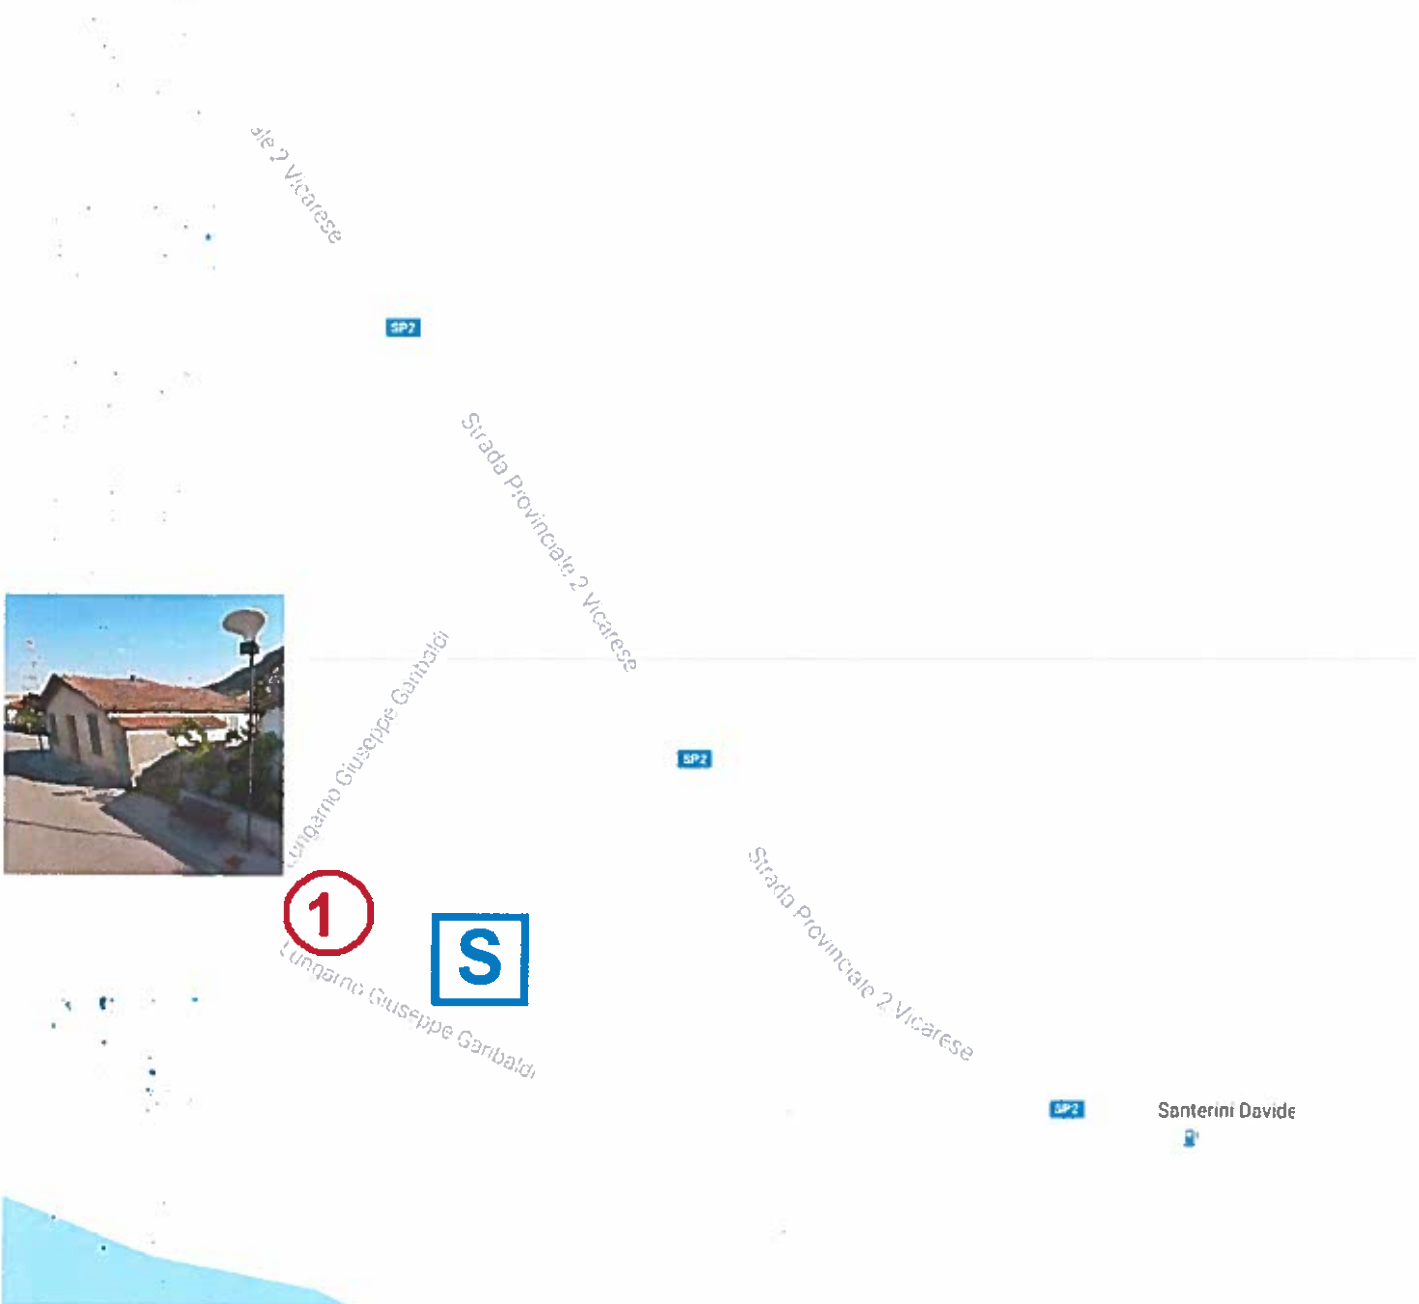 ale 2 Vicarese
SP2
Strada Provinciale 2 Vicarese
Lungarno Giuseppe Garibaldi
SP2
Strada Provinciale 2 Vicarese
1
S
Lungarno Giuseppe Garibaldi
SP2
Santerini Davide